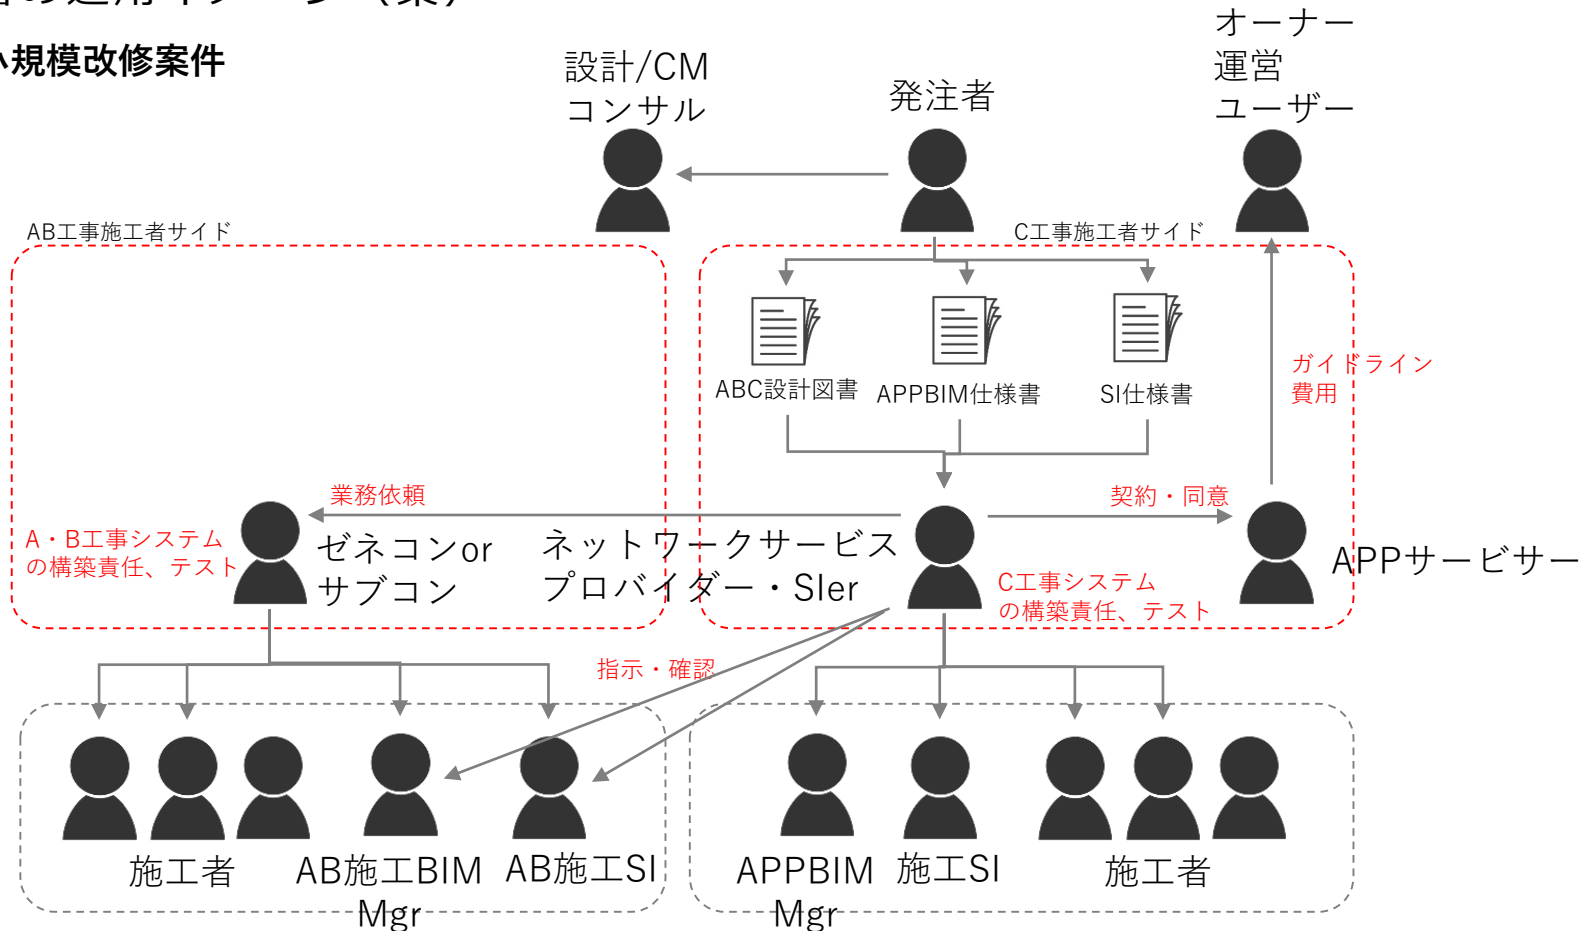 の運用イメージ（案）
小規模改修案件
設計/CM
コンサル
発注者
オーナー
運営
ユーザー
AB工事施工者サイド
C工事施工者サイド
ABC設計図書
APPBIM仕様書
SI仕様書
ガイドライン
費用
業務依頼
契約・同意
A・B工事システム
の構築責任、テスト
ゼネコンor
サブコン
ネットワークサービス
プロバイダー・SIer
C工事システム
の構築責任、テスト
APPサービサー
指示・確認
施工者
AB施工BIM
Mgr
AB施工SI
APPBIM
Mgr
施工SI
施工者